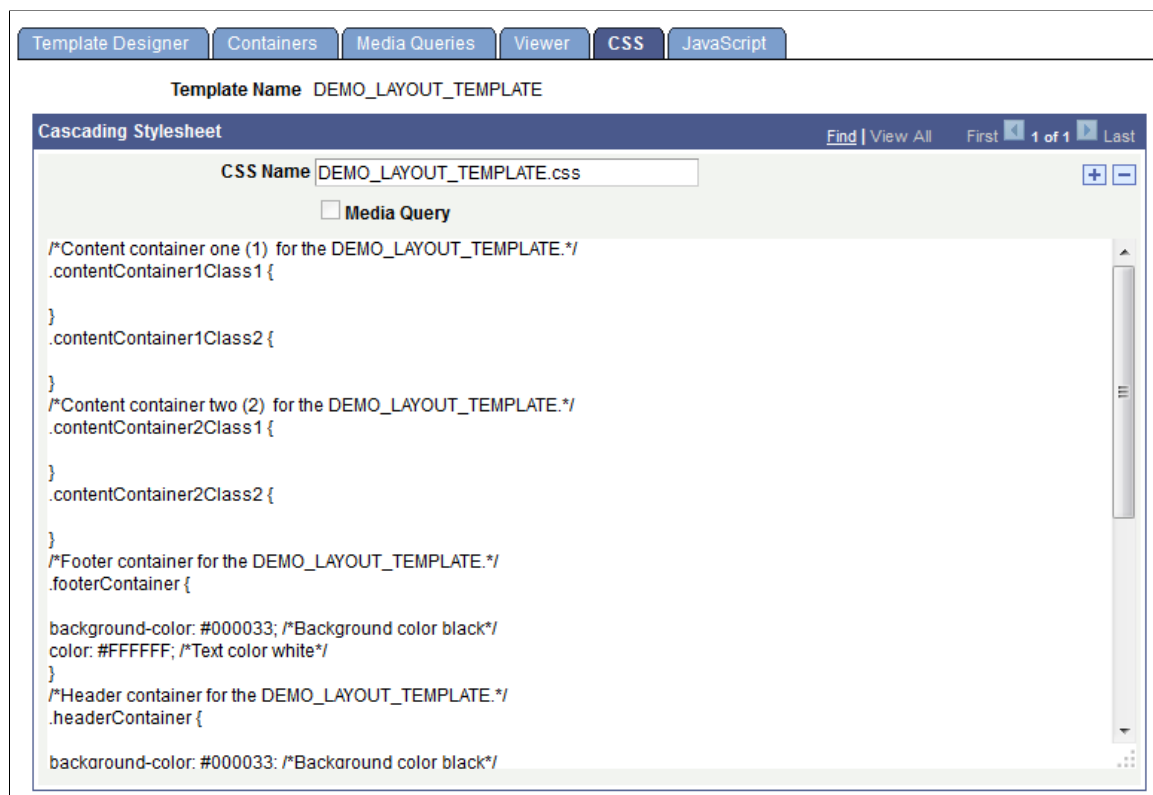 Template Designer Containers Media Queries Viewer CSS JavaScript
Template Name DEMO_LAYOUT_TEMPLATE
Cascading Stylesheet Find | View All First 1 of 1 Last
CSS Name DEMO_LAYOUT_TEMPLATE.css
Media Query
/*Content container one (1) for the DEMO_LAYOUT_TEMPLATE.*/
.contentContainer1Class1 {
}
.contentContainer1Class2 {
}
/*Content container two (2) for the DEMO_LAYOUT_TEMPLATE.*/
.contentContainer2Class1 {
}
.contentContainer2Class2 {
}
/*Footer container for the DEMO_LAYOUT_TEMPLATE.*/
.footerContainer {
background-color: #000033; /*Background color black*/
color: #FFFFFF; /*Text color white*/
}
/*Header container for the DEMO_LAYOUT_TEMPLATE.*/
.headerContainer {
background-color: #000033; /*Background color black*/